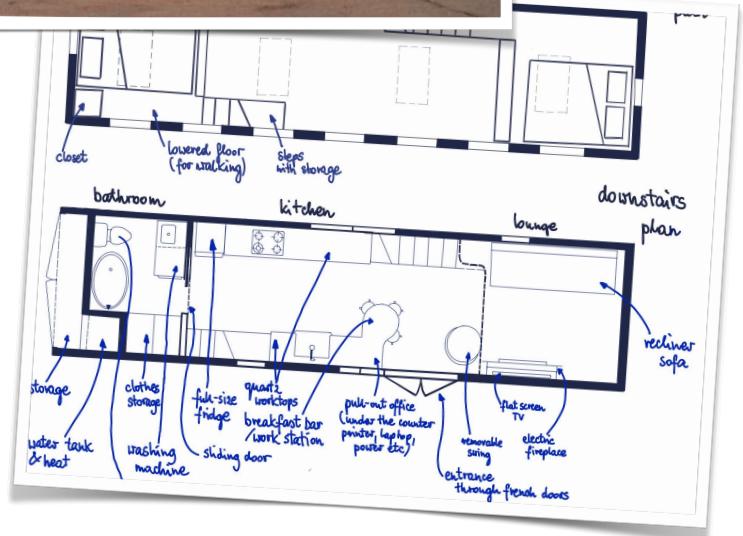 closet
lowered floor
(for walking)
steps
with storage
downstairs
plan
bathroom
kitchen
lounge
recliner
sofa
storage
water tank
& heat
clothes
storage
washing
machine
full-size
fridge
sliding door
quartz
worktops
breakfast bar
/work station
pull-out office
(under the counter
printer, laptop,
power etc)
removable
swing
flat screen
TV
electric
fireplace
entrance
through french doors